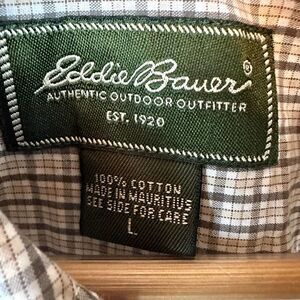 Eddie Bauer®
AUTHENTIC OUTDOOR OUTFITTER
EST. 1920
100% COTTON
MADE IN MAURITIUS
SEE SIDE FOR CARE
L